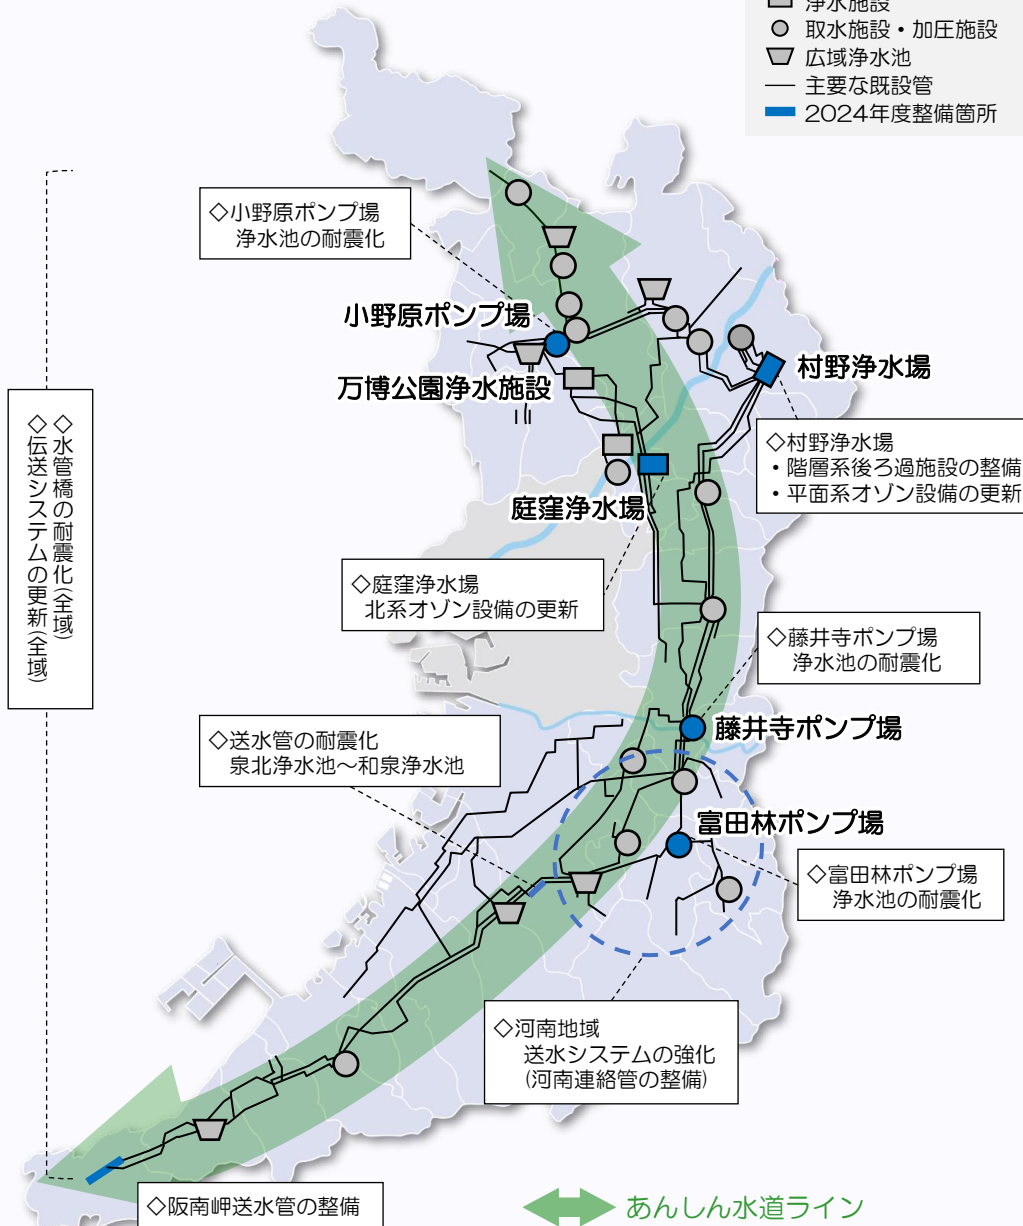 浄水施設
取水施設・加圧施設
広域浄水池
主要な既設管
2024年度整備箇所
◇小野原ポンプ場
浄水池の耐震化
小野原ポンプ場
万博公園浄水施設
村野浄水場
◇村野浄水場
・階層系後ろ過施設の整備
・平面系オゾン設備の更新
庭窪浄水場
◇水管橋の耐震化(全域)
◇伝送システムの更新(全域)
◇庭窪浄水場
北系オゾン設備の更新
◇藤井寺ポンプ場
浄水池の耐震化
藤井寺ポンプ場
◇送水管の耐震化
泉北浄水池～和泉浄水池
富田林ポンプ場
◇富田林ポンプ場
浄水池の耐震化
◇河南地域
送水システムの強化
(河南連絡管の整備)
◇阪南岬送水管の整備
あんしん水道ライン